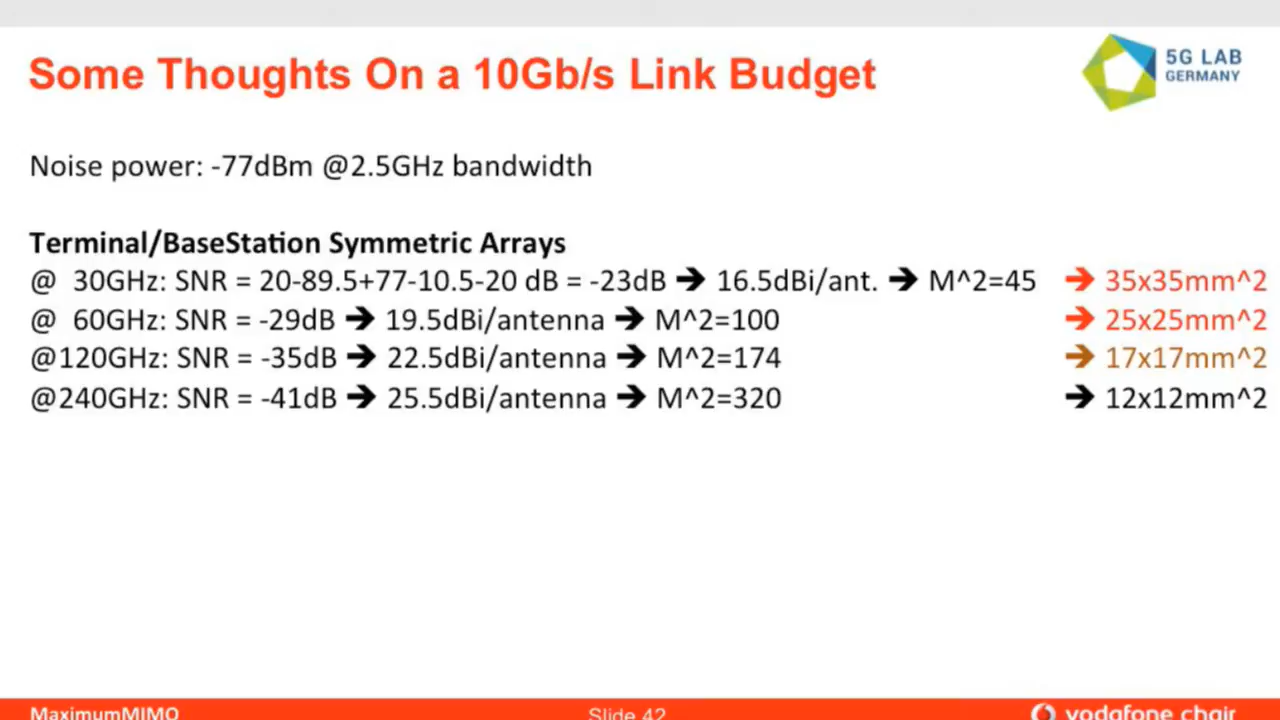 Some Thoughts On a 10Gb/s Link Budget
5G LAB
GERMANY
Noise power: -77dBm @2.5GHz bandwidth
Terminal/BaseStation Symmetric Arrays
@ 30GHz: SNR = 20-89.5+77-10.5-20 dB = -23dB ➔ 16.5dBi/ant. ➔ M^2=45 ➔ 35x35mm^2
@ 60GHz: SNR = -29dB ➔ 19.5dBi/antenna ➔ M^2=100 ➔ 25x25mm^2
@120GHz: SNR = -35dB ➔ 22.5dBi/antenna ➔ M^2=174 ➔ 17x17mm^2
@240GHz: SNR = -41dB ➔ 25.5dBi/antenna ➔ M^2=320 ➔ 12x12mm^2
MaximumMIMO
Slide 42
vodafone chair